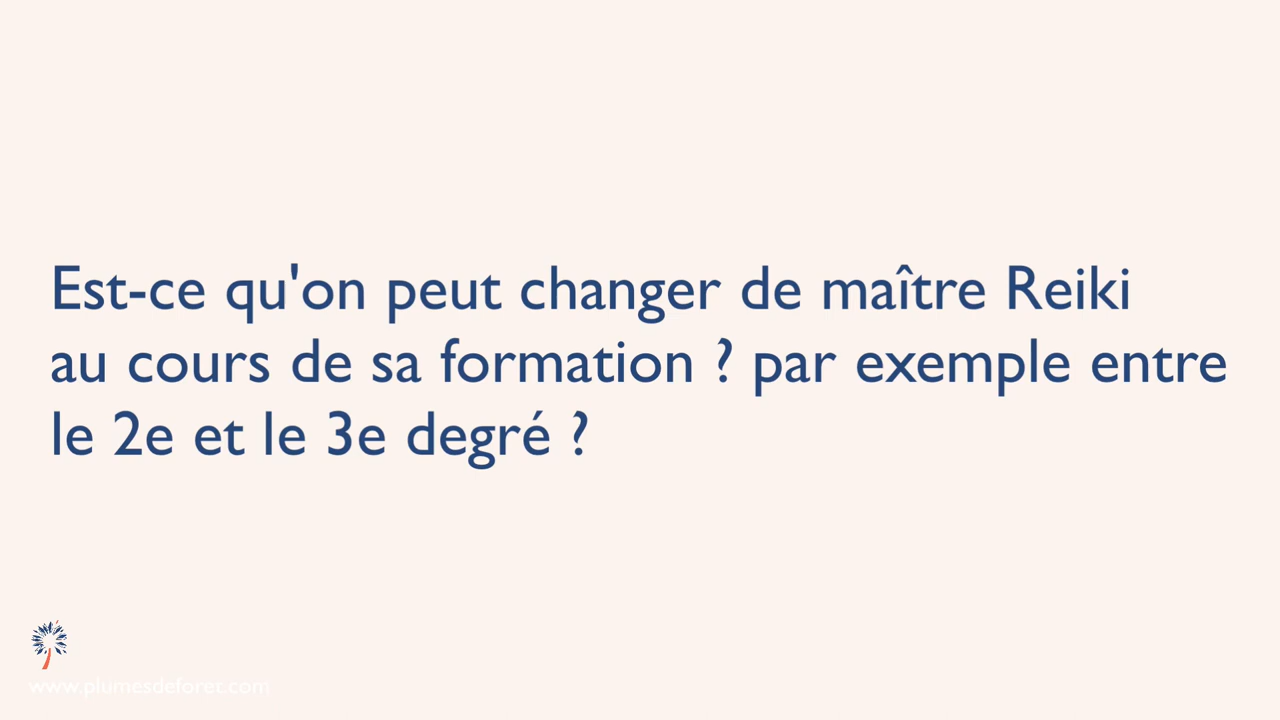 Est-ce qu'on peut changer de maître Reiki
au cours de sa formation ? par exemple entre
le 2e et le 3e degré ?
www.plumesdeforet.com